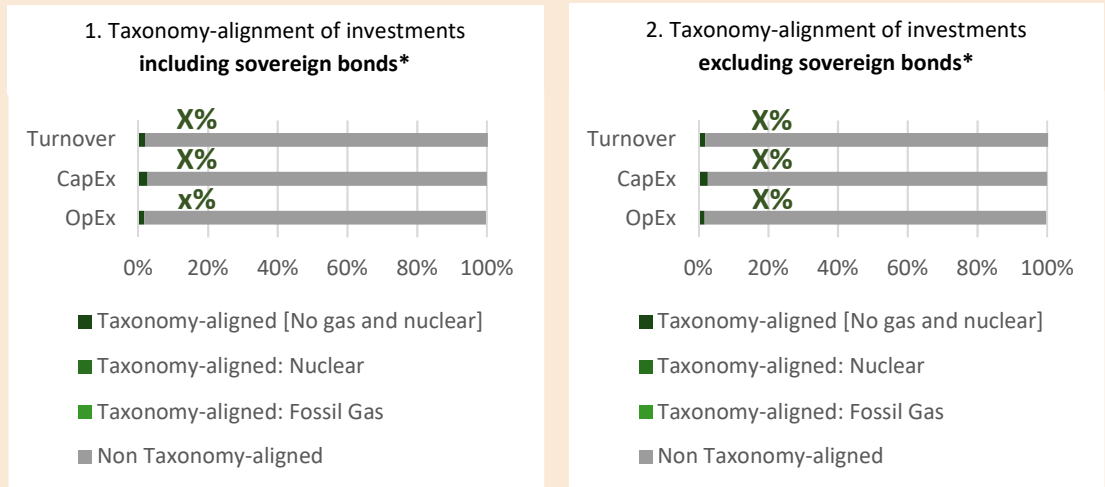 1. Taxonomy-alignment of investments
including sovereign bonds*
X%
Turnover
X%
CapEx
x%
OpEx
0% 20% 40% 60% 80% 100%
Taxonomy-aligned [No gas and nuclear]
Taxonomy-aligned: Nuclear
Taxonomy-aligned: Fossil Gas
Non Taxonomy-aligned
2. Taxonomy-alignment of investments
excluding sovereign bonds*
X%
Turnover
X%
CapEx
X%
OpEx
0% 20% 40% 60% 80% 100%
Taxonomy-aligned [No gas and nuclear]
Taxonomy-aligned: Nuclear
Taxonomy-aligned: Fossil Gas
Non Taxonomy-aligned